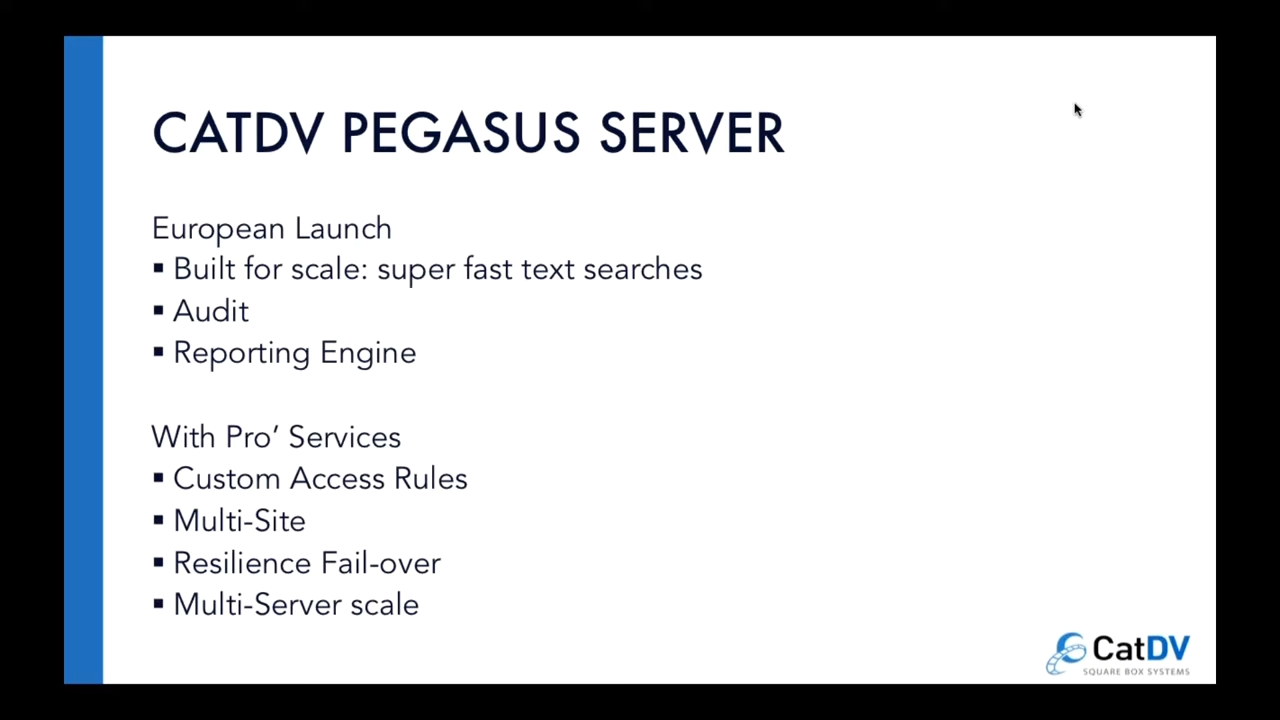 CATDV PEGASUS SERVER
European Launch
▪ Built for scale: super fast text searches
▪ Audit
▪ Reporting Engine
With Pro’ Services
▪ Custom Access Rules
▪ Multi-Site
▪ Resilience Fail-over
▪ Multi-Server scale
CatDV
SQUARE BOX SYSTEMS